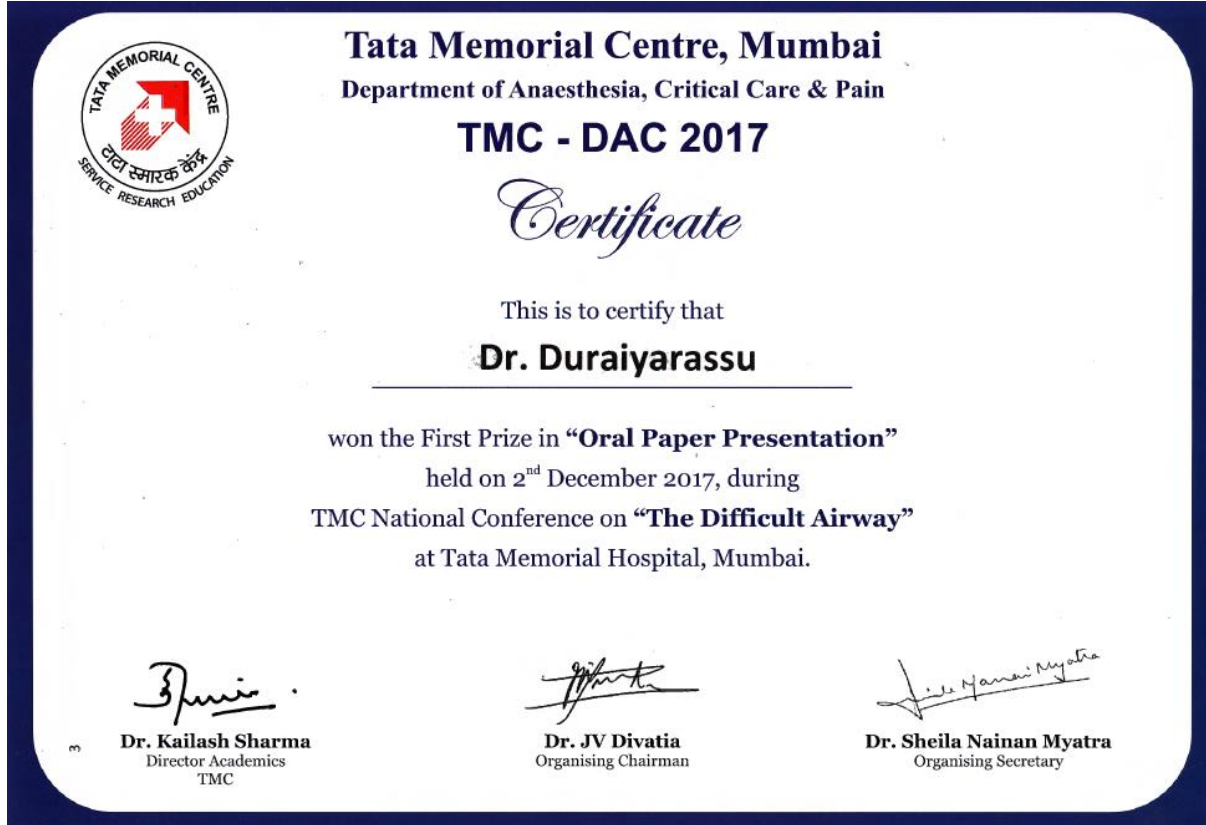 TATA MEMORIAL CENTRE
टाटा स्मारक केंद्र
SERVICE RESEARCH EDUCATION
Tata Memorial Centre, Mumbai
Department of Anaesthesia, Critical Care & Pain
TMC - DAC 2017
Certificate
This is to certify that
Dr. Duraiyarassu
won the First Prize in “Oral Paper Presentation”
held on 2nd December 2017, during
TMC National Conference on “The Difficult Airway”
at Tata Memorial Hospital, Mumbai.
Dr. Kailash Sharma
Director Academics
TMC
Dr. JV Divatia
Organising Chairman
Dr. Sheila Nainan Myatra
Organising Secretary
3